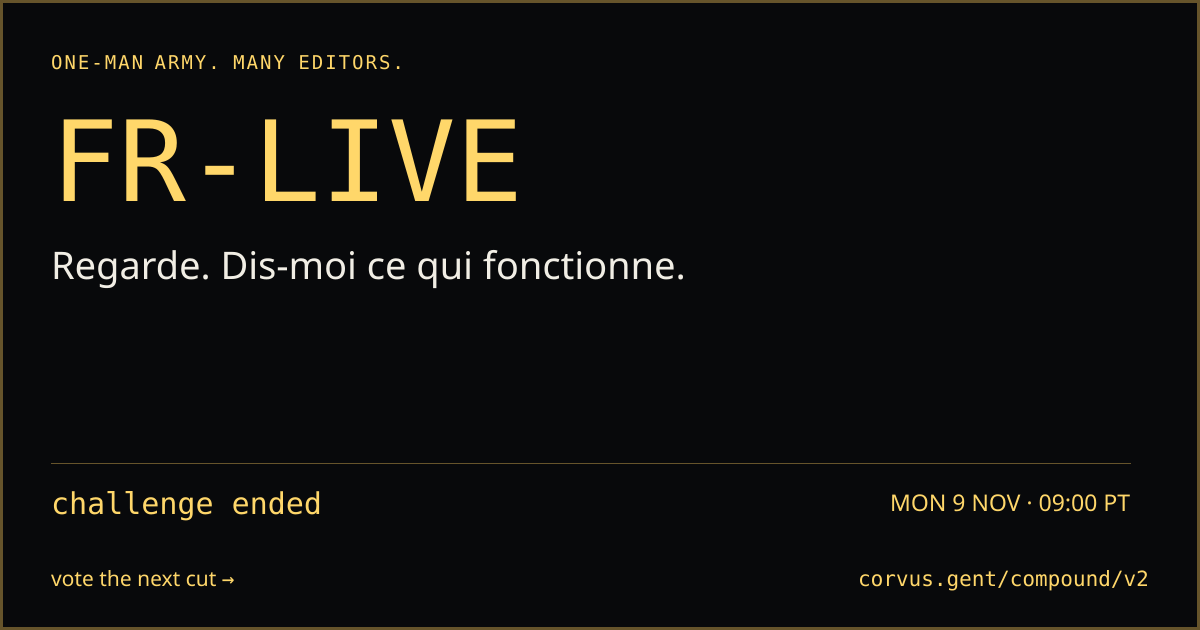 ONE-MAN ARMY. MANY EDITORS.
FR-LIVE
Regarde. Dis-moi ce qui fonctionne.
challenge ended
MON 9 NOV · 09:00 PT
vote the next cut →
corvus.gent/compound/v2